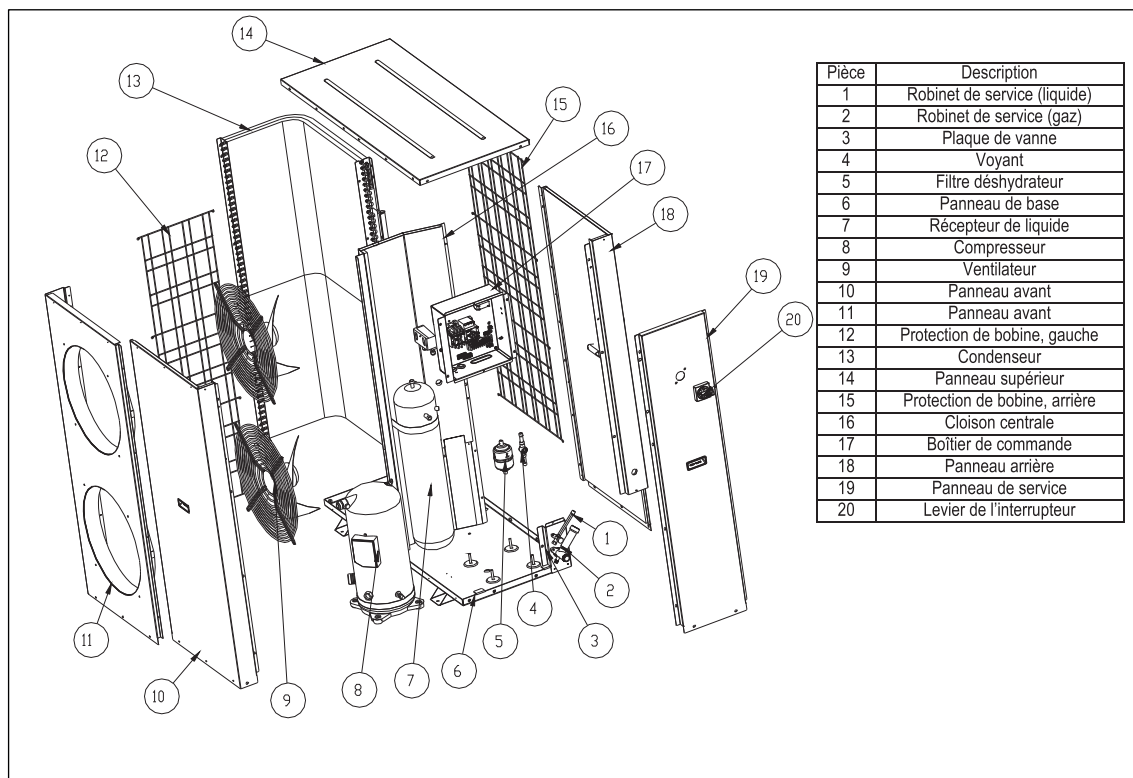 14
13
15
16
12
17
18
19
20
1
2
3
4
5
6
7
8
9
10
11
Pièce Description
1 Robinet de service (liquide)
2 Robinet de service (gaz)
3 Plaque de vanne
4 Voyant
5 Filtre déshydrateur
6 Panneau de base
7 Récepteur de liquide
8 Compresseur
9 Ventilateur
10 Panneau avant
11 Panneau avant
12 Protection de bobine, gauche
13 Condenseur
14 Panneau supérieur
15 Protection de bobine, arrière
16 Cloison centrale
17 Boîtier de commande
18 Panneau arrière
19 Panneau de service
20 Levier de l'interrupteur